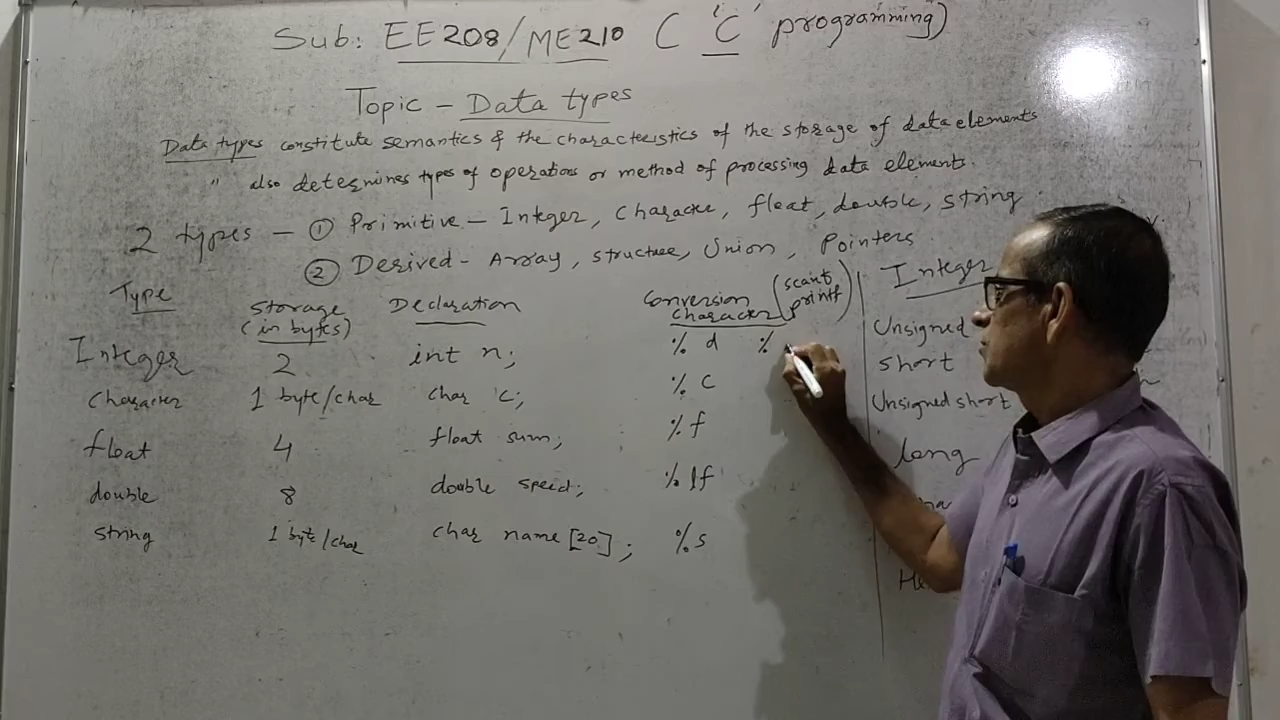 Sub: EE208/ME210 ( 'C' programming)
Topic - Data types
Data types constitute semantics & the characteristics of the storage of data elements
" also determines types of operations or method of processing data elements.
2 types - ① Primitive - Integer, Character, float, double, string
② Derived - Array, structure, Union, Pointers
Type Storage (in bytes) Declaration Conversion Character (scanf, printf)
Integer 2 int n; % d %
Character 1 byte/char char c; % c
float 4 float sum; % f
double 8 double speed; % lf
string 1 byte/char char name [20]; %s
Integer
Unsigned
short
Unsigned short
long